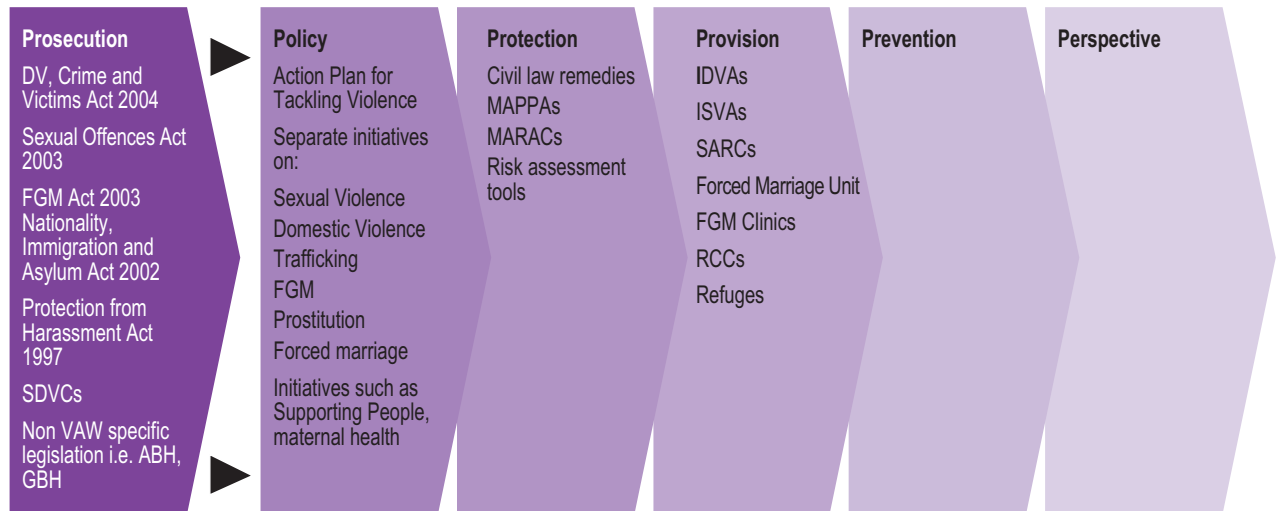 Prosecution
DV, Crime and
Victims Act 2004
Sexual Offences Act
2003
FGM Act 2003
Nationality,
Immigration and
Asylum Act 2002
Protection from
Harassment Act
1997
SDVCs
Non VAW specific
legislation i.e. ABH,
GBH
Policy
Action Plan for
Tackling Violence
Separate initiatives
on:
Sexual Violence
Domestic Violence
Trafficking
FGM
Prostitution
Forced marriage
Initiatives such as
Supporting People,
maternal health
Protection
Civil law remedies
MAPPAs
MARACs
Risk assessment
tools
Provision
IDVAs
ISVAs
SARCs
Forced Marriage Unit
FGM Clinics
RCCs
Refuges
Prevention
Perspective